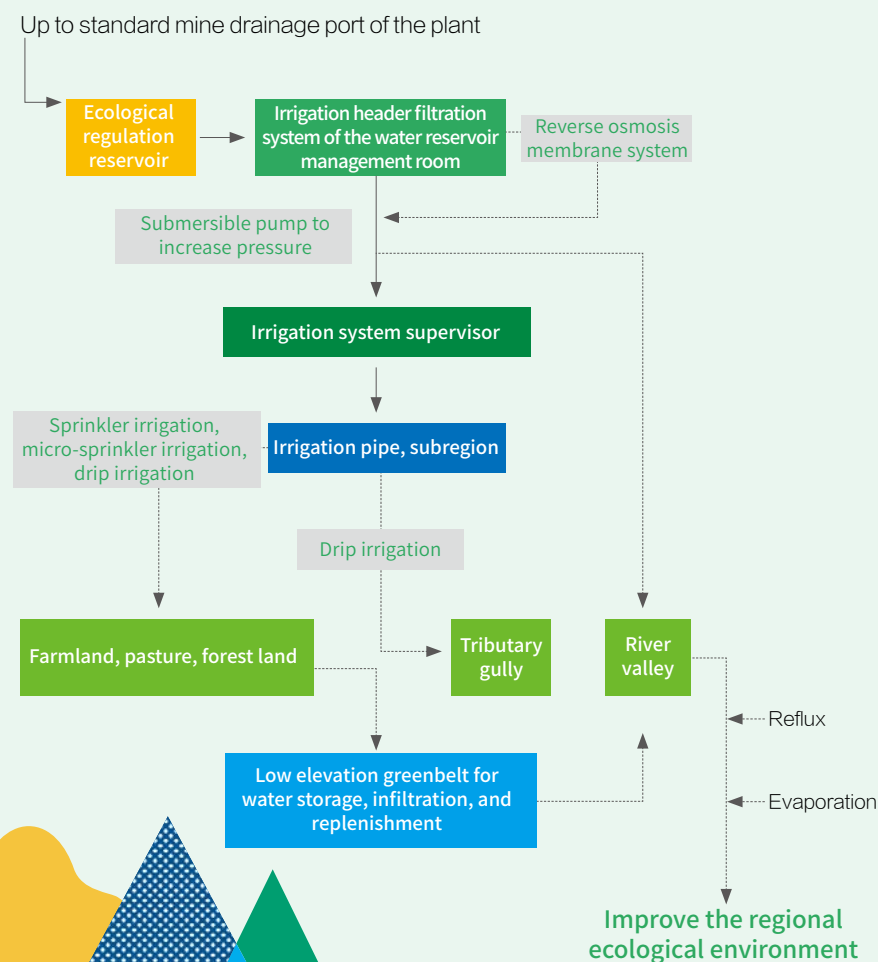 Up to standard mine drainage port of the plant
Ecological
regulation
reservoir
Irrigation header filtration
system of the water reservoir
management room
Reverse osmosis
membrane system
Submersible pump to
increase pressure
Irrigation system supervisor
Sprinkler irrigation,
micro-sprinkler irrigation,
drip irrigation
Irrigation pipe, subregion
Drip irrigation
Farmland, pasture, forest land
Tributary
gully
River
valley
Reflux
Low elevation greenbelt for
water storage, infiltration, and
replenishment
Evaporation
Improve the regional
ecological environment